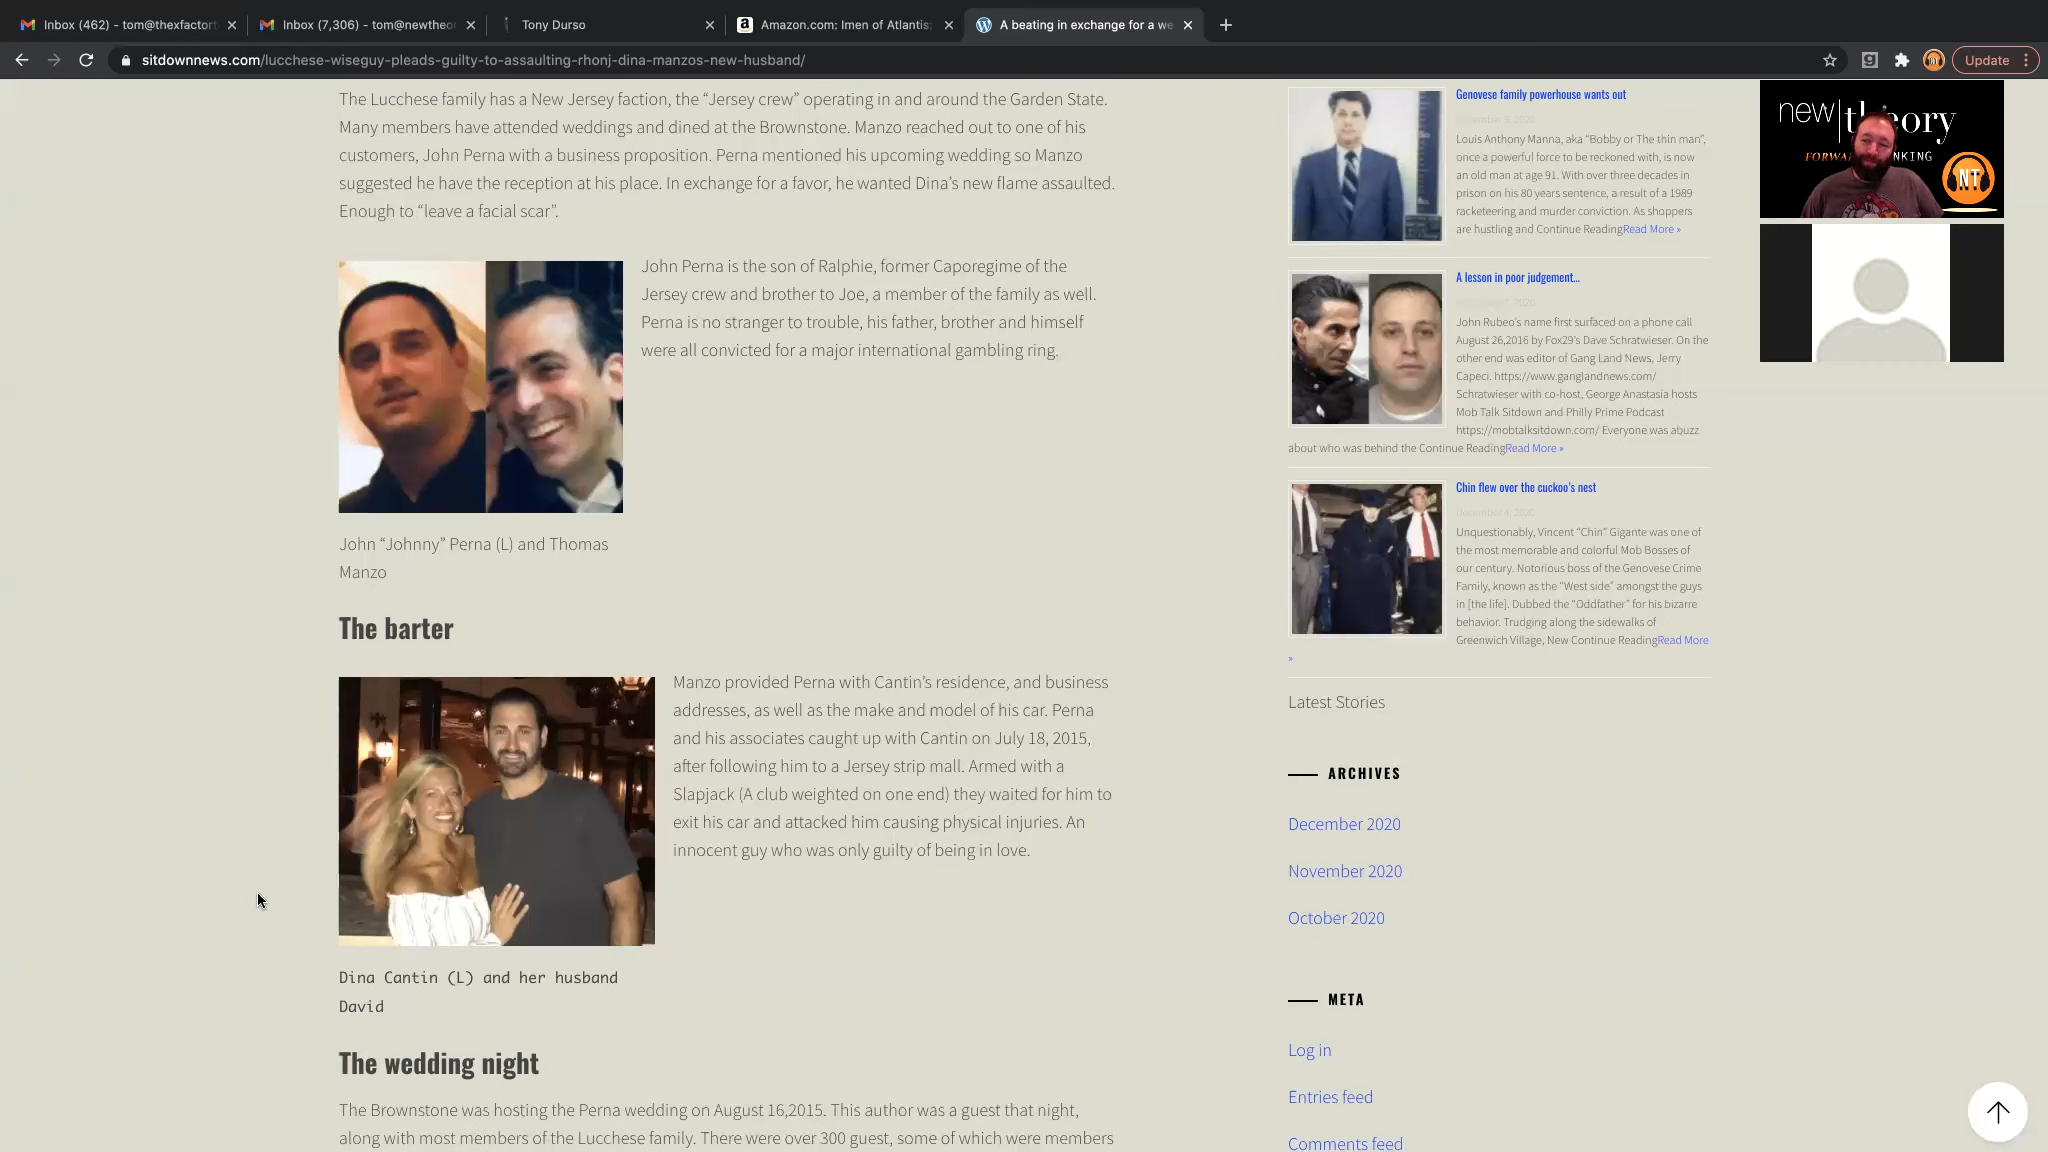 Inbox (462) - tom@thexfactor
Inbox (7,306) - tom@newtheo
Tony Durso
Amazon.com: Imen of Atlantis:
A beating in exchange for a we
sitdownnews.com/lucchese-wiseguy-pleads-guilty-to-assaulting-rhonj-dina-manzos-new-husband/
Update
The Lucchese family has a New Jersey faction, the “Jersey crew” operating in and around the Garden State.
Many members have attended weddings and dined at the Brownstone. Manzo reached out to one of his
customers, John Perna with a business proposition. Perna mentioned his upcoming wedding so Manzo
suggested he have the reception at his place. In exchange for a favor, he wanted Dina’s new flame assaulted.
Enough to “leave a facial scar”.
John Perna is the son of Ralphie, former Caporegime of the
Jersey crew and brother to Joe, a member of the family as well.
Perna is no stranger to trouble, his father, brother and himself
were all convicted for a major international gambling ring.
John “Johnny” Perna (L) and Thomas
Manzo
The barter
Manzo provided Perna with Cantin’s residence, and business
addresses, as well as the make and model of his car. Perna
and his associates caught up with Cantin on July 18, 2015,
after following him to a Jersey strip mall. Armed with a
Slapjack (A club weighted on one end) they waited for him to
exit his car and attacked him causing physical injuries. An
innocent guy who was only guilty of being in love.
Dina Cantin (L) and her husband
David
The wedding night
The Brownstone was hosting the Perna wedding on August 16,2015. This author was a guest that night,
along with most members of the Lucchese family. There were over 300 guest, some of which were members
Genovese family powerhouse wants out
2020
Louis Anthony Manna, aka “Bobby or The thin man”,
once a powerful force to be reckoned with, is now
an old man at age 91. With over three decades in
prison on his 80 years sentence, a result of a 1989
racketeering and murder conviction. As shoppers
are hustling and Continue ReadingRead More »
A lesson in poor judgement…
2020
John Rubeo’s name first surfaced on a phone call
August 26,2016 by Fox29’s Dave Schratwieser. On the
other end was editor of Gang Land News, Jerry
Capeci. https://www.ganglandnews.com/
Schratwieser with co-host, George Anastasia hosts
Mob Talk Sitdown and Philly Prime Podcast
https://mobtalksitdown.com/ Everyone was abuzz
about who was behind the Continue ReadingRead More »
Chin flew over the cuckoo’s nest
December 4, 2020
Unquestionably, Vincent “Chin” Gigante was one of
the most memorable and colorful Mob Bosses of
our century. Notorious boss of the Genovese Crime
Family, known as the “West side” amongst the guys
in [the life]. Dubbed the “Oddfather” for his bizarre
behavior. Trudging along the sidewalks of
Greenwich Village, New Continue ReadingRead More
»
Latest Stories
ARCHIVES
December 2020
November 2020
October 2020
META
Log in
Entries feed
Comments feed
new|theory
NT